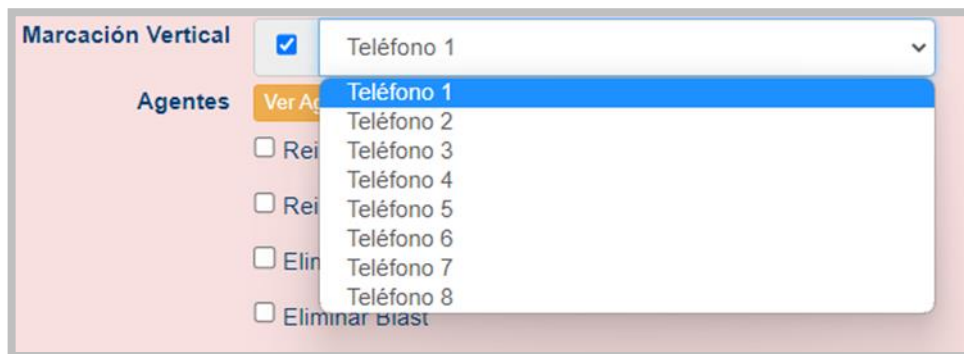 Marcación Vertical
Teléfono 1
Agentes
Teléfono 1
Teléfono 2
Teléfono 3
Teléfono 4
Teléfono 5
Teléfono 6
Teléfono 7
Teléfono 8
Ver
Eliminar Blast